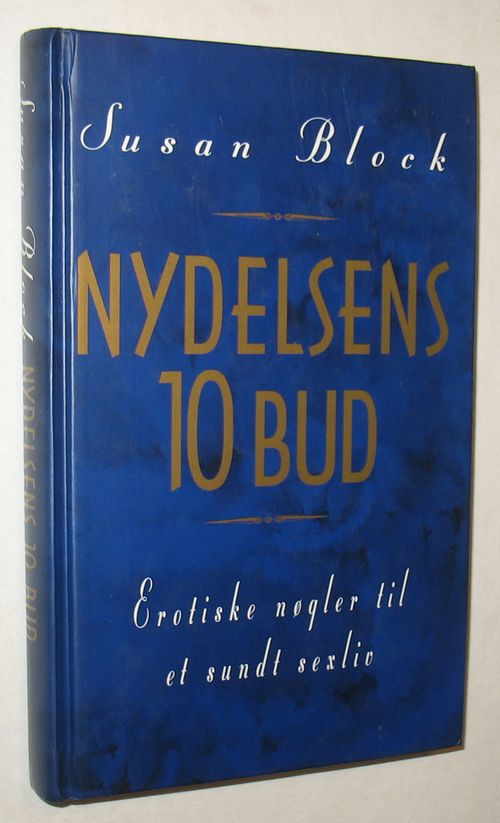 Susan Block
NYDELSENS
10 BUD
Erotiske nøgler til
et sundt sexliv
Susan Block NYDELSENS 10 BUD